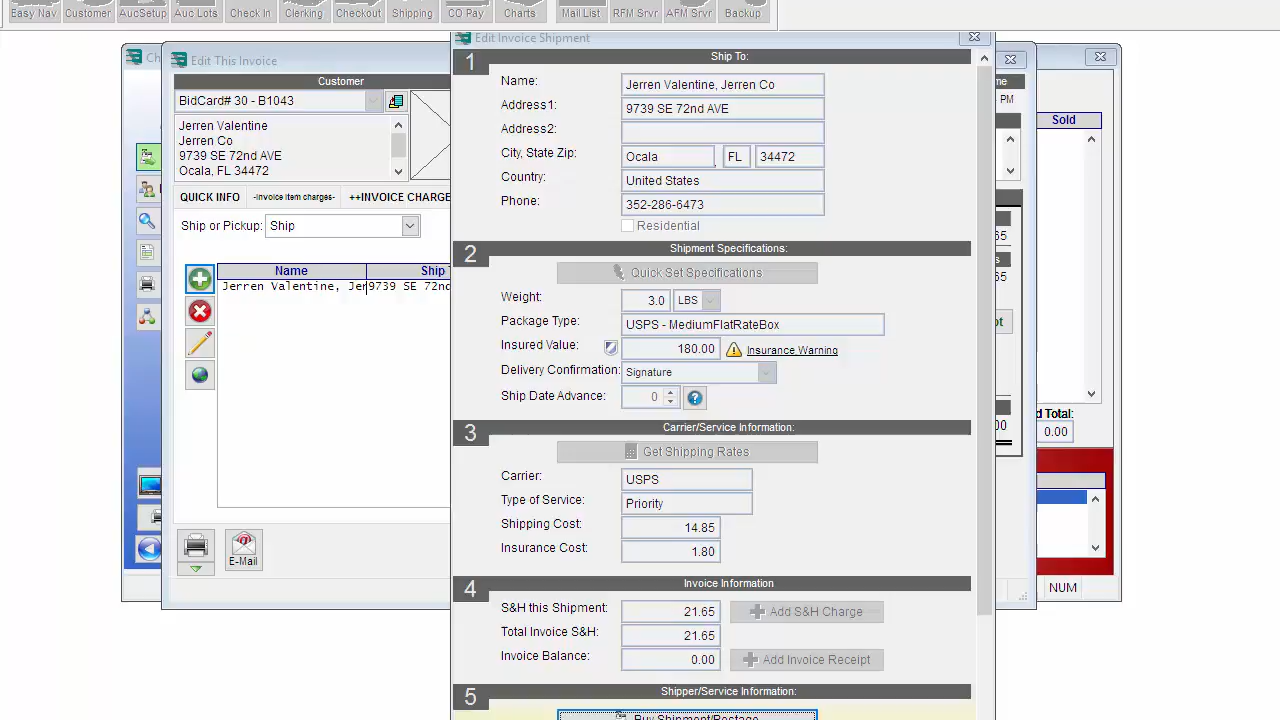 Easy Nav Customer AucSetup Auc Lots Check In Clerking Checkout Shipping CO Pay Charts Mail List RFM Srvr AFM Srvr Backup
Edit This Invoice
Customer
BidCard# 30 - B1043
Jerren Valentine
Jerren Co
9739 SE 72nd AVE
Ocala, FL 34472
QUICK INFO -Invoice item charges- ++INVOICE CHARGE
Ship or Pickup: Ship
Name Ship
Jerren Valentine, Jer 9739 SE 72nd
E-Mail
Edit Invoice Shipment
1 Ship To:
Name: Jerren Valentine, Jerren Co
Address1: 9739 SE 72nd AVE
Address2:
City, State Zip: Ocala , FL 34472
Country: United States
Phone: 352-286-6473
Residential
2 Shipment Specifications:
Quick Set Specifications
Weight: 3.0 LBS
Package Type: USPS - MediumFlatRateBox
Insured Value: 180.00 Insurance Warning
Delivery Confirmation: Signature
Ship Date Advance: 0
3 Carrier/Service Information:
Get Shipping Rates
Carrier: USPS
Type of Service: Priority
Shipping Cost: 14.85
Insurance Cost: 1.80
4 Invoice Information
S&H this Shipment: 21.65 Add S&H Charge
Total Invoice S&H: 21.65
Invoice Balance: 0.00 Add Invoice Receipt
5 Shipper/Service Information:
Buy Shipment/Postage
PM
Sold
0.00
NUM